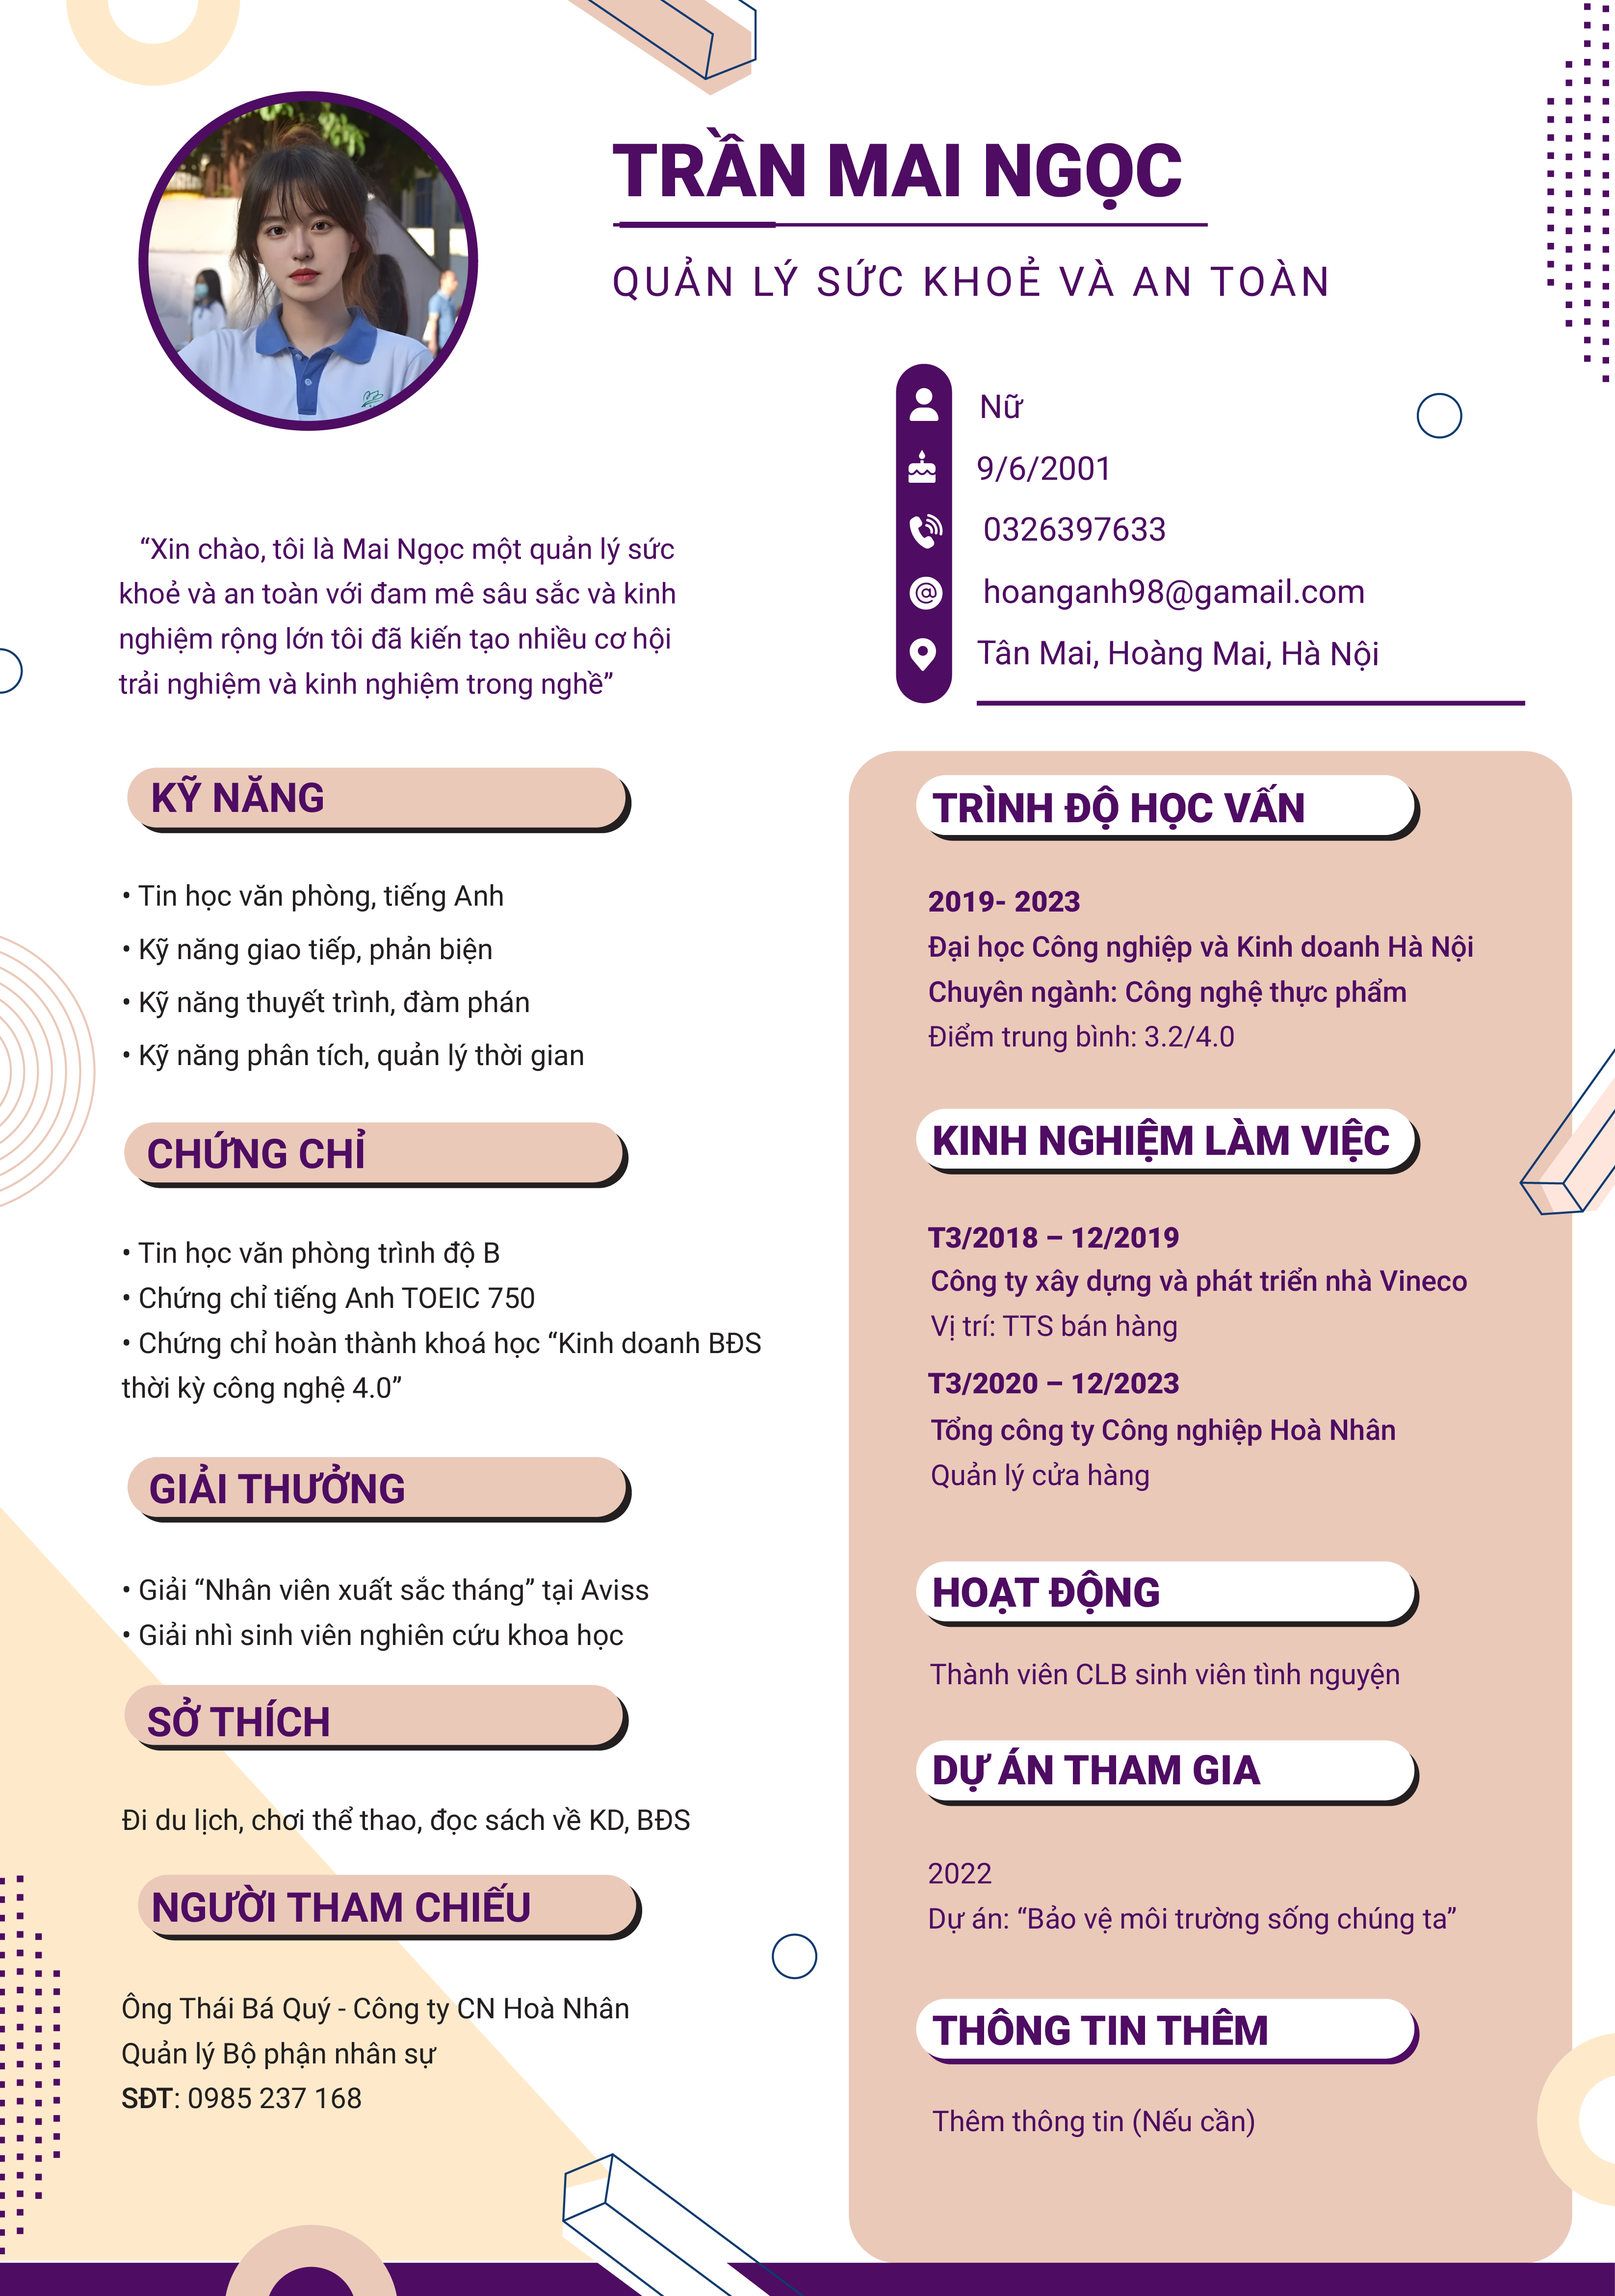 TRẦN MAI NGỌC
QUẢN LÝ SỨC KHOẺ VÀ AN TOÀN
Nữ
9/6/2001
0326397633
hoanganh98@gamail.com
Tân Mai, Hoàng Mai, Hà Nội
“Xin chào, tôi là Mai Ngọc một quản lý sức
khoẻ và an toàn với đam mê sâu sắc và kinh
nghiệm rộng lớn tôi đã kiến tạo nhiều cơ hội
trải nghiệm và kinh nghiệm trong nghề”
KỸ NĂNG
• Tin học văn phòng, tiếng Anh
• Kỹ năng giao tiếp, phản biện
• Kỹ năng thuyết trình, đàm phán
• Kỹ năng phân tích, quản lý thời gian
CHỨNG CHỈ
• Tin học văn phòng trình độ B
• Chứng chỉ tiếng Anh TOEIC 750
• Chứng chỉ hoàn thành khoá học “Kinh doanh BĐS
thời kỳ công nghệ 4.0”
GIẢI THƯỞNG
• Giải “Nhân viên xuất sắc tháng” tại Aviss
• Giải nhì sinh viên nghiên cứu khoa học
SỞ THÍCH
Đi du lịch, chơi thể thao, đọc sách về KD, BĐS
NGƯỜI THAM CHIẾU
Ông Thái Bá Quý - Công ty CN Hoà Nhân
Quản lý Bộ phận nhân sự
SĐT: 0985 237 168
TRÌNH ĐỘ HỌC VẤN
2019- 2023
Đại học Công nghiệp và Kinh doanh Hà Nội
Chuyên ngành: Công nghệ thực phẩm
Điểm trung bình: 3.2/4.0
KINH NGHIỆM LÀM VIỆC
T3/2018 – 12/2019
Công ty xây dựng và phát triển nhà Vineco
Vị trí: TTS bán hàng
T3/2020 – 12/2023
Tổng công ty Công nghiệp Hoà Nhân
Quản lý cửa hàng
HOẠT ĐỘNG
Thành viên CLB sinh viên tình nguyện
DỰ ÁN THAM GIA
2022
Dự án: “Bảo vệ môi trường sống chúng ta”
THÔNG TIN THÊM
Thêm thông tin (Nếu cần)